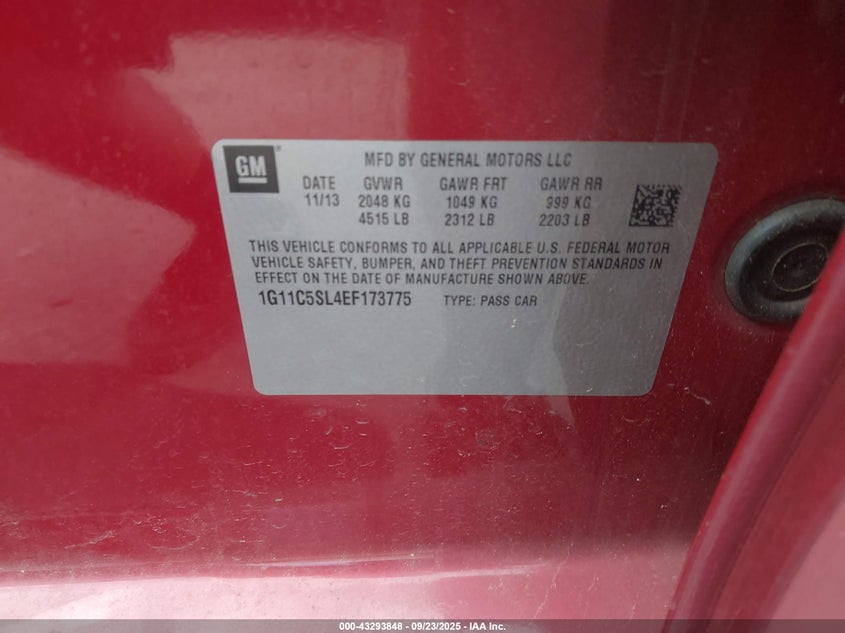 GM
MFD BY GENERAL MOTORS LLC
DATE GVWR GAWR FRT GAWR RR
11/13 2048 KG 1049 KG 999 KG
4515 LB 2312 LB 2203 LB
THIS VEHICLE CONFORMS TO ALL APPLICABLE U.S. FEDERAL MOTOR
VEHICLE SAFETY, BUMPER, AND THEFT PREVENTION STANDARDS IN
EFFECT ON THE DATE OF MANUFACTURE SHOWN ABOVE.
1G11C5SL4EF173775 TYPE: PASS CAR
000-43293848 - 09/23/2025 - IAA Inc.